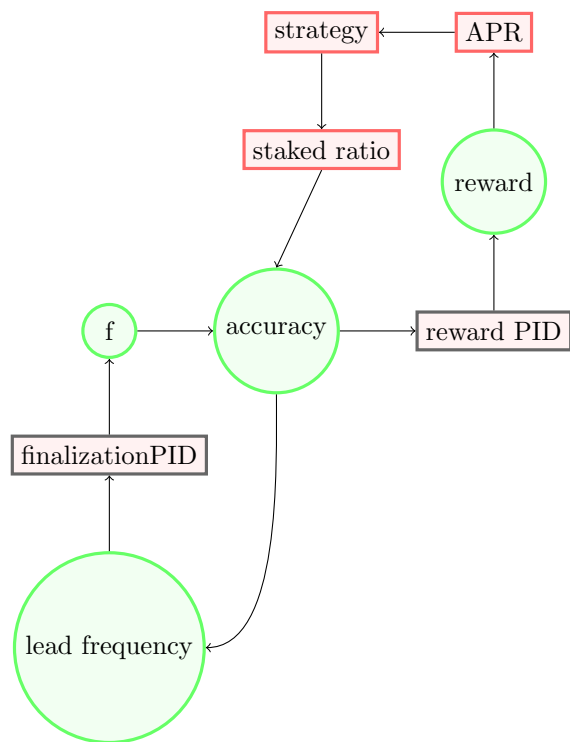 strategy
APR
staked ratio
reward
f
accuracy
reward PID
finalizationPID
lead frequency